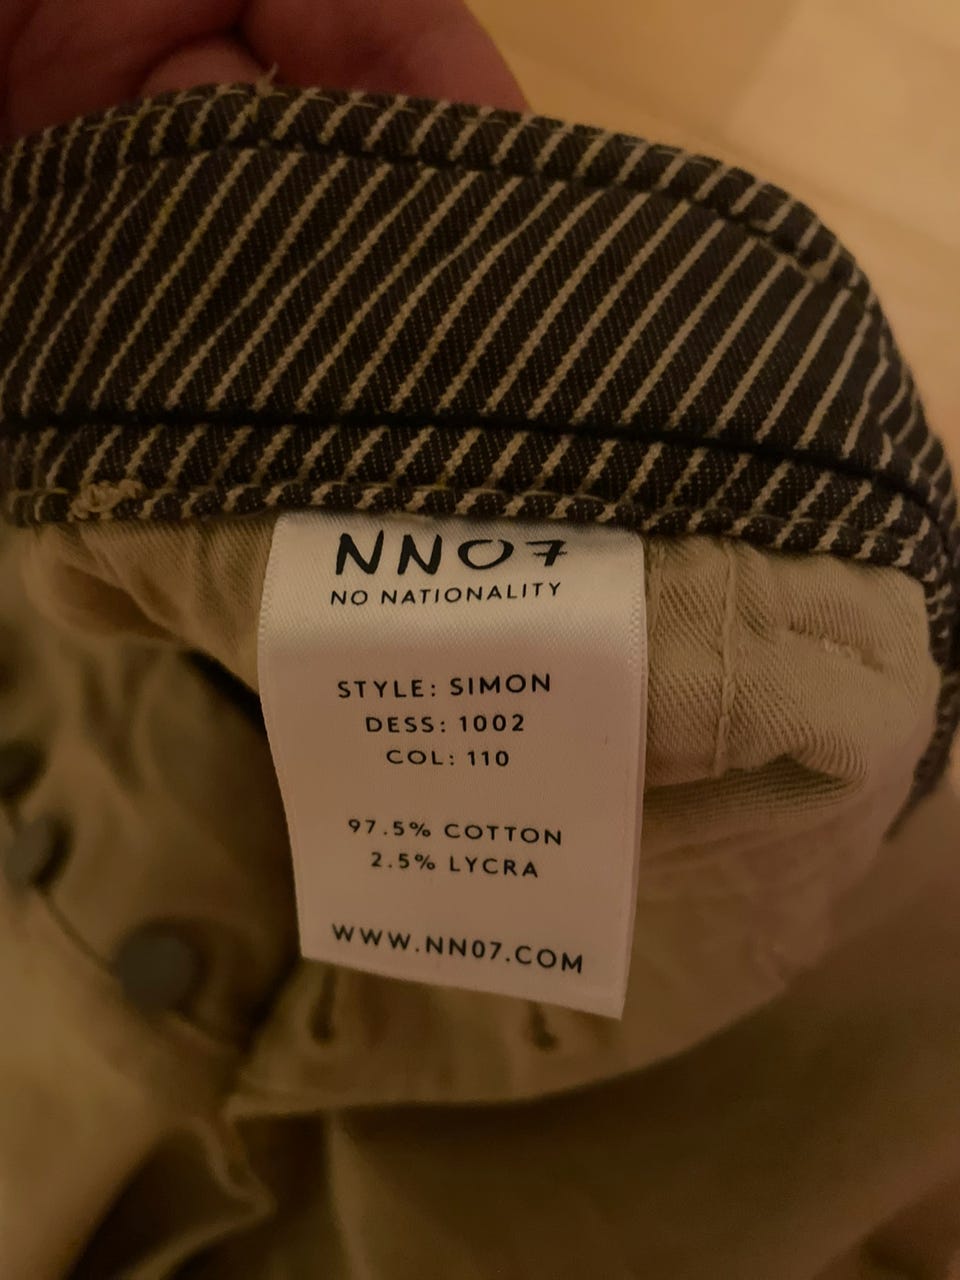 NN07
NO NATIONALITY
STYLE: SIMON
DESS: 1002
COL: 110
97.5% COTTON
2.5% LYCRA
WWW.NN07.COM